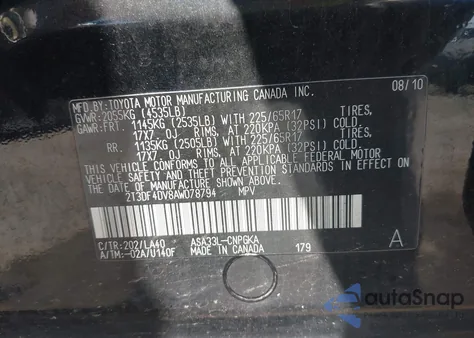 MFD.BY:TOYOTA MOTOR MANUFACTURING CANADA INC. 08/10
GVWR:2055KG (4535LB)
GAWR:FRT. 1145KG (2535LB) WITH 225/65R17 TIRES,
17X7 OJ RIMS, AT 220KPA (32PSI) COLD.
RR. 1135KG (2505LB) WITH 225/65R17 TIRES,
17X7 OJ RIMS, AT 220KPA (32PSI) COLD.
THIS VEHICLE CONFORMS TO ALL APPLICABLE FEDERAL MOTOR
VEHICLE SAFETY AND THEFT PREVENTION STANDARDS IN EFFECT ON
THE DATE OF MANUFACTURE SHOWN ABOVE.
2T3DF4DV8AW078794 MPV
C/TR:202/LA40 ASA33L-CNPGKA
A/TM:-02A/U140F MADE IN CANADA 179 A
autoSnap